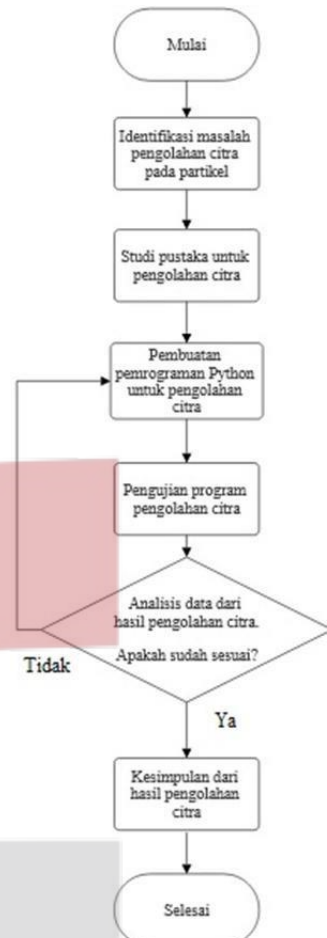 Mulai
Identifikasi masalah
pengolahan citra
pada partikel
Studi pustaka untuk
pengolahan citra
Pembuatan
pemrograman Python
untuk pengolahan
citra
Pengujian program
pengolahan citra
Analisis data dari
hasil pengolahan citra.
Apakah sudah sesuai?
Tidak
Ya
Kesimpulan dari
hasil pengolahan
citra
Selesai